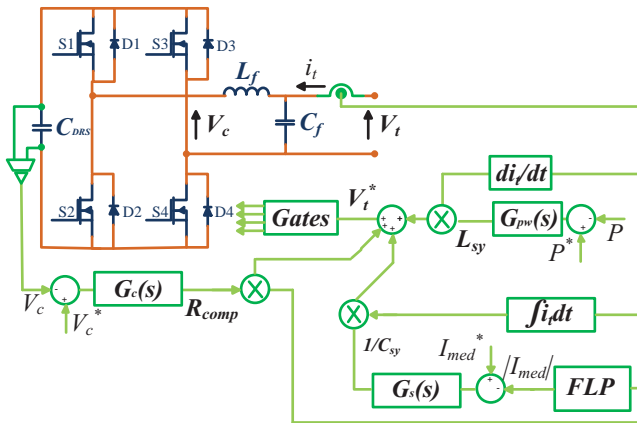 S1 D1 S3 D3
L_f i_t
C_DRS V_c C_f V_t
S2 D2 S4 D4
V_t^* di_t/dt
Gates L_sy G_pw(s) P
P^*
V_c G_c(s) R_comp
V_c^*
∫i_t dt
1/C_sy I_med^* /I_med/
G_s(s) FLP